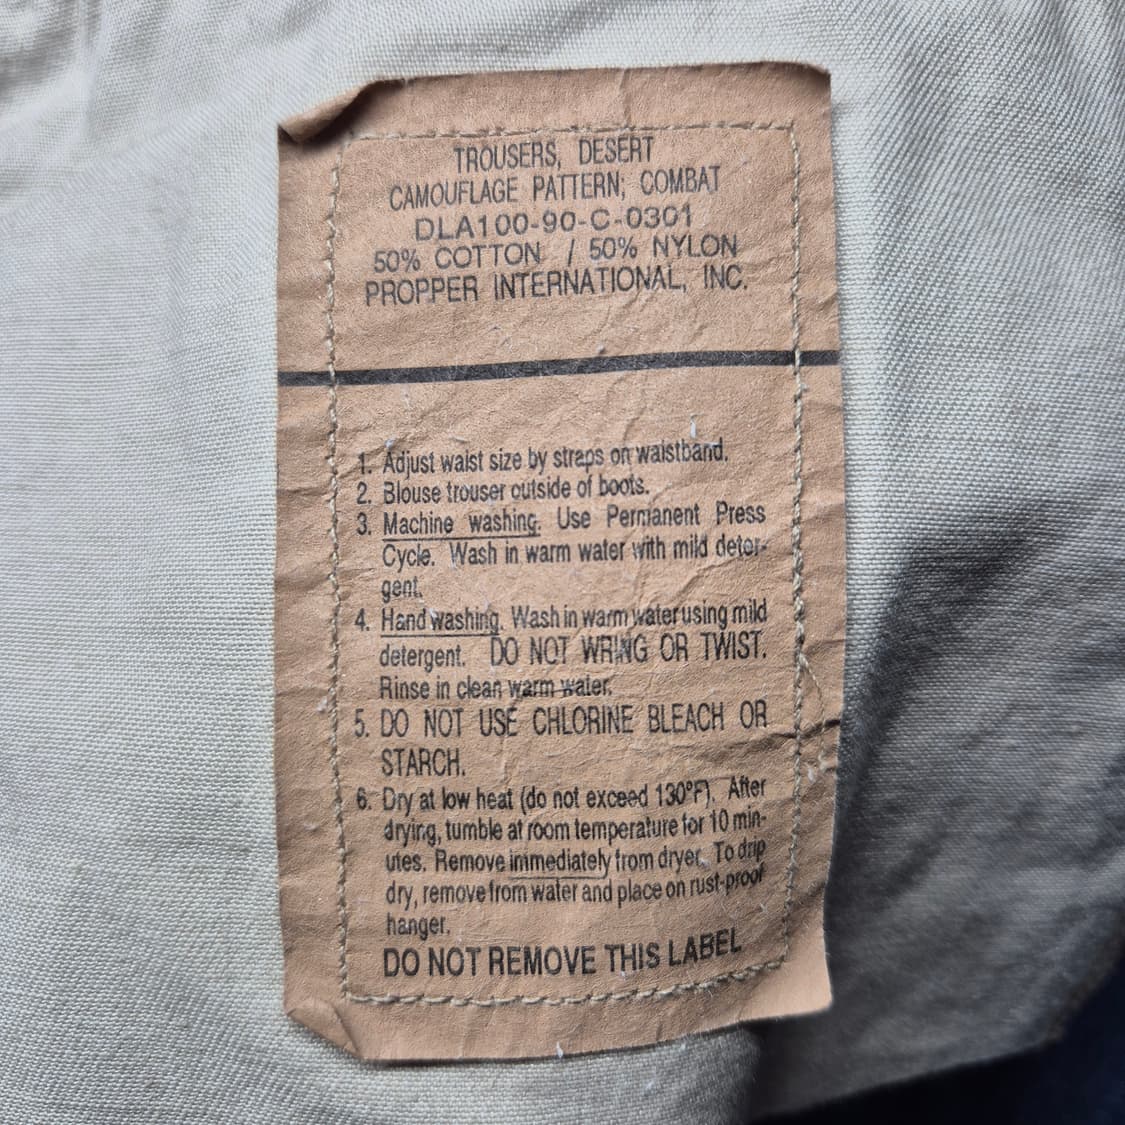 TROUSERS, DESERT
CAMOUFLAGE PATTERN; COMBAT
DLA100-90-C-0301
50% COTTON / 50% NYLON
PROPPER INTERNATIONAL, INC.
1. Adjust waist size by straps on waistband.
2. Blouse trouser outside of boots.
3. Machine washing. Use Permanent Press
Cycle. Wash in warm water with mild deter-
gent.
4. Hand washing. Wash in warm water using mild
detergent. DO NOT WRING OR TWIST.
Rinse in clean warm water.
5. DO NOT USE CHLORINE BLEACH OR
STARCH.
6. Dry at low heat (do not exceed 130°F). After
drying, tumble at room temperature for 10 min-
utes. Remove immediately from dryer. To drip
dry, remove from water and place on rust-proof
hanger.
DO NOT REMOVE THIS LABEL